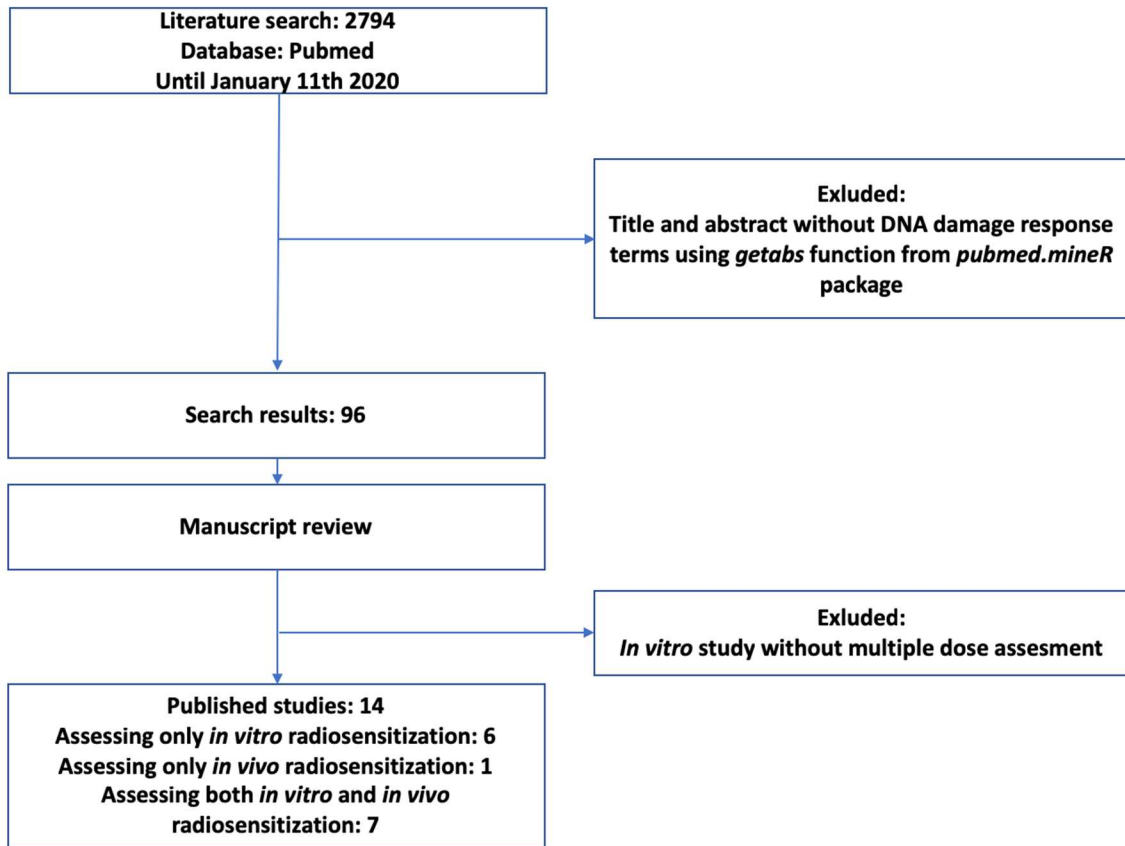 Literature search: 2794
Database: Pubmed
Until January 11th 2020
Exluded:
Title and abstract without DNA damage response
terms using getabs function from pubmed.mineR
package
Search results: 96
Manuscript review
Exluded:
In vitro study without multiple dose assesment
Published studies: 14
Assessing only in vitro radiosensitization: 6
Assessing only in vivo radiosensitization: 1
Assessing both in vitro and in vivo
radiosensitization: 7